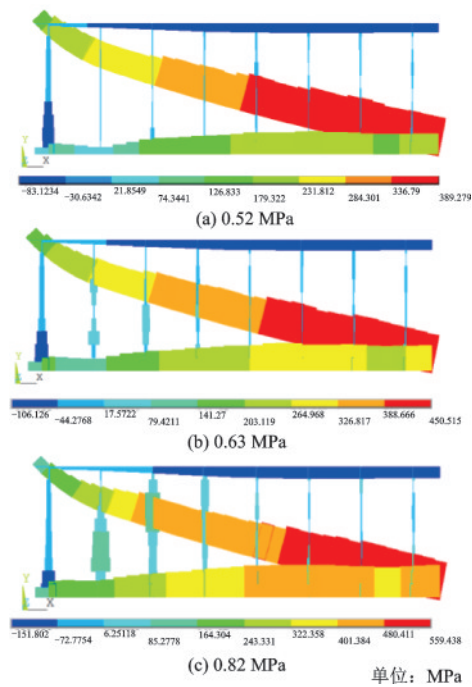 Y
X
-83.1234 -30.6342 21.8549 74.3441 126.833 179.322 231.812 284.301 336.79 389.279
(a) 0.52 MPa
Y
X
-106.126 -44.2768 17.5722 79.4211 141.27 203.119 264.968 326.817 388.666 450.515
(b) 0.63 MPa
Y
X
-151.802 -72.7754 6.25118 85.2778 164.304 243.331 322.358 401.384 480.411 559.438
(c) 0.82 MPa
单位：MPa